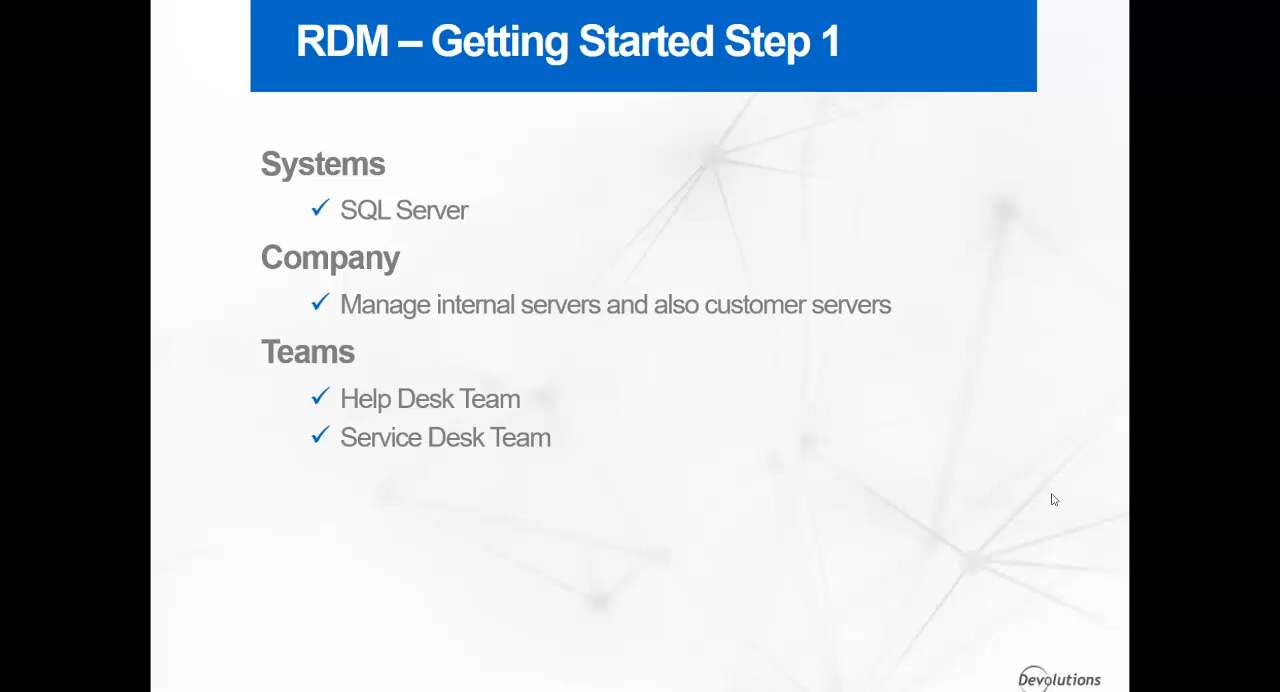 RDM – Getting Started Step 1
Systems
✓ SQL Server
Company
✓ Manage internal servers and also customer servers
Teams
✓ Help Desk Team
✓ Service Desk Team
Devolutions